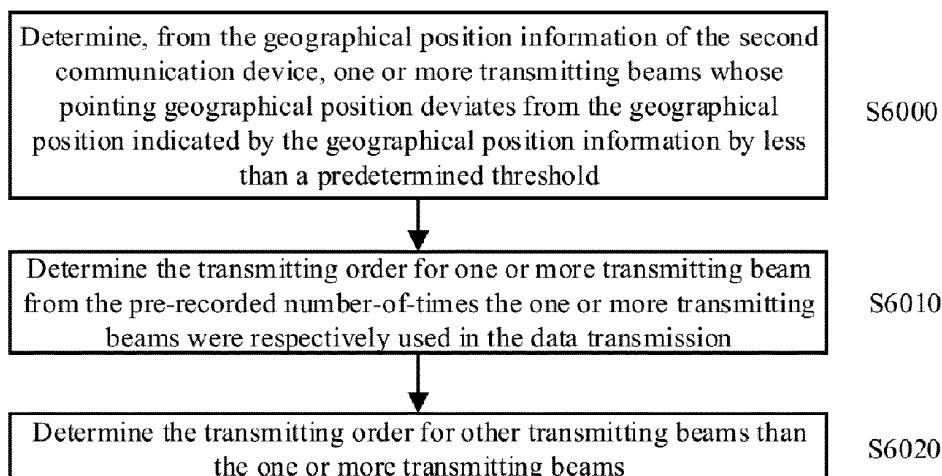 Determine, from the geographical position information of the second
communication device, one or more transmitting beams whose
pointing geographical position deviates from the geographical
position indicated by the geographical position information by less
than a predetermined threshold
S6000
Determine the transmitting order for one or more transmitting beam
from the pre-recorded number-of-times the one or more transmitting
beams were respectively used in the data transmission
S6010
Determine the transmitting order for other transmitting beams than
the one or more transmitting beams
S6020